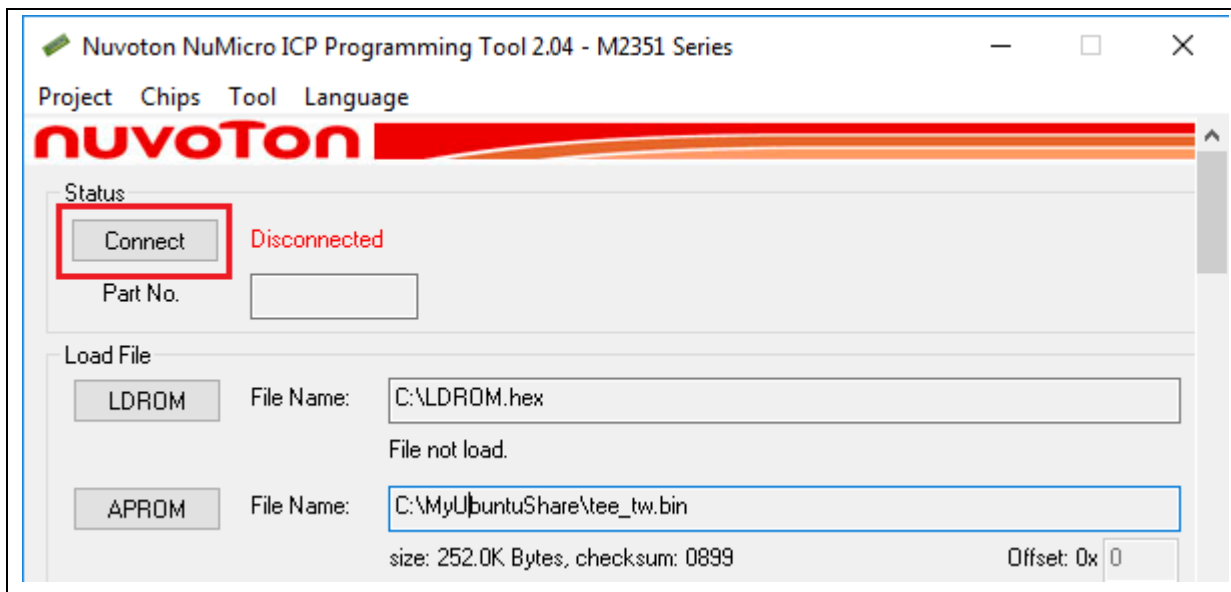 Nuvoton NuMicro ICP Programming Tool 2.04 - M2351 Series
Project Chips Tool Language
nuvoTon
Status
Connect Disconnected
Part No.
Load File
LDROM File Name: C:\LDROM.hex
File not load.
APROM File Name: C:\MyUbuntuShare\tee_tw.bin
size: 252.0K Bytes, checksum: 0899 Offset: 0x 0